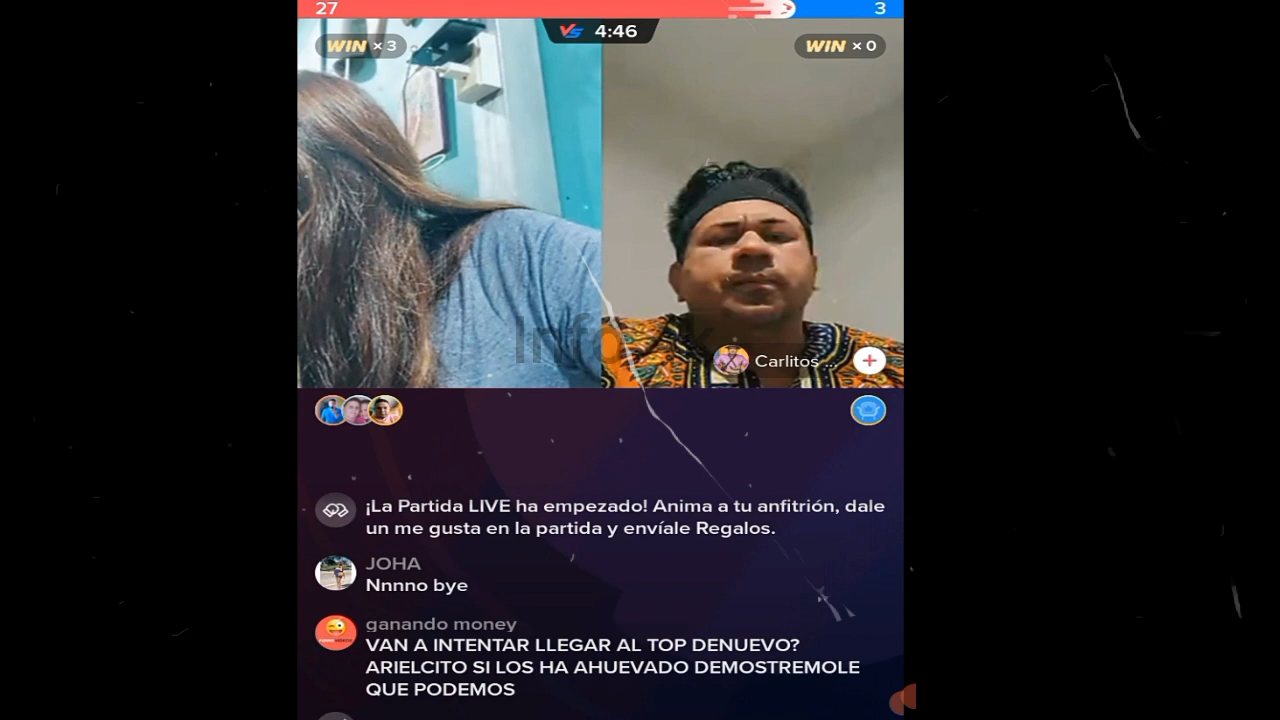 27
3
VS 4:46
WIN × 3
WIN × 0
Carlitos ...
¡La Partida LIVE ha empezado! Anima a tu anfitrión, dale
un me gusta en la partida y envíale Regalos.
JOHA
Nnnno bye
ganando money
VAN A INTENTAR LLEGAR AL TOP DENUEVO?
ARIELCITO SI LOS HA AHUEVADO DEMOSTREMOLE
QUE PODEMOS